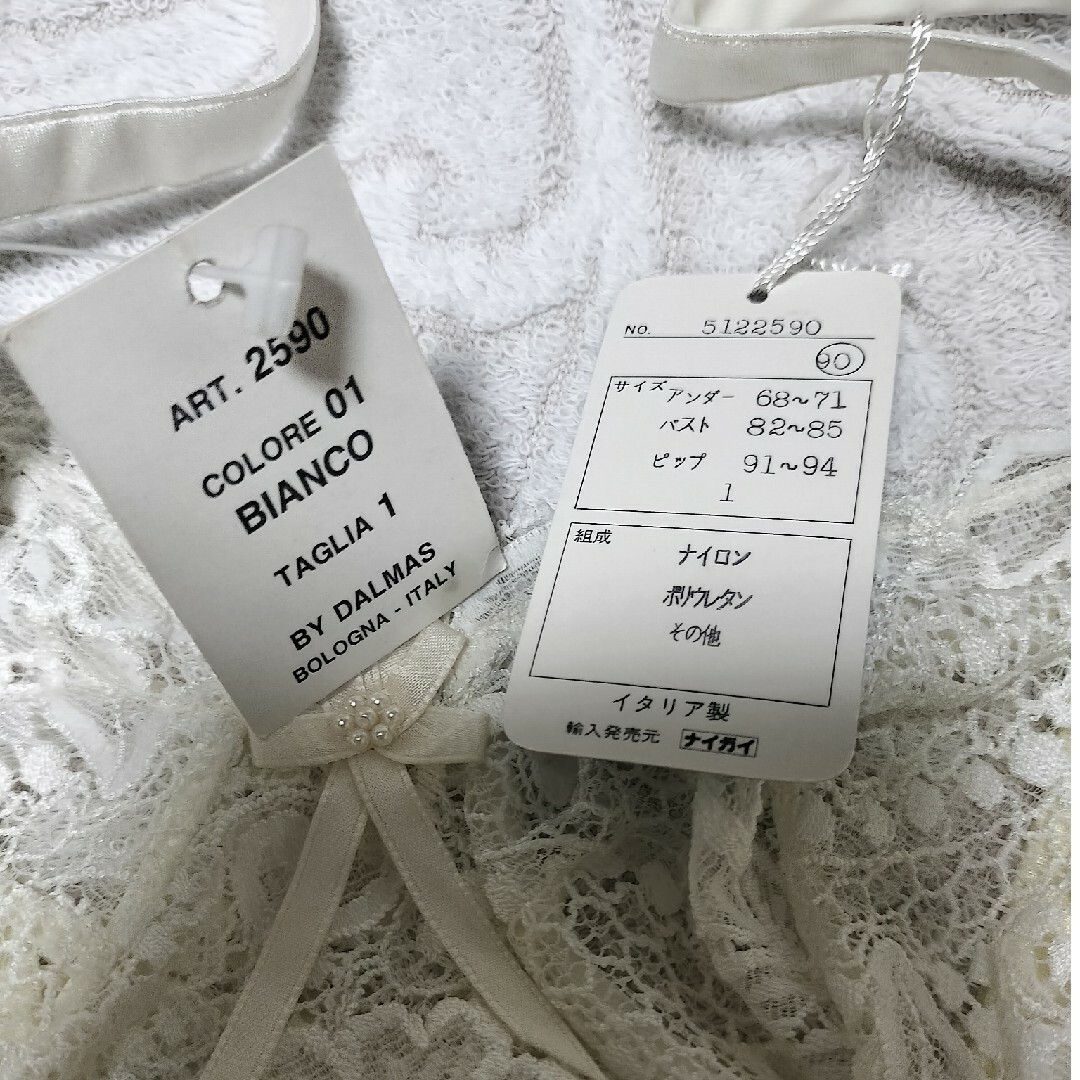 ART. 2590
COLORE 01
BIANCO
TAGLIA 1
BY DALMAS
BOLOGNA - ITALY
NO. 5122590
90
サイズ アンダー 68~71
バスト 82~85
ピップ 91~94
1
組成
ナイロン
ポリウレタン
その他
イタリア製
輸入発売元 ナイガイ